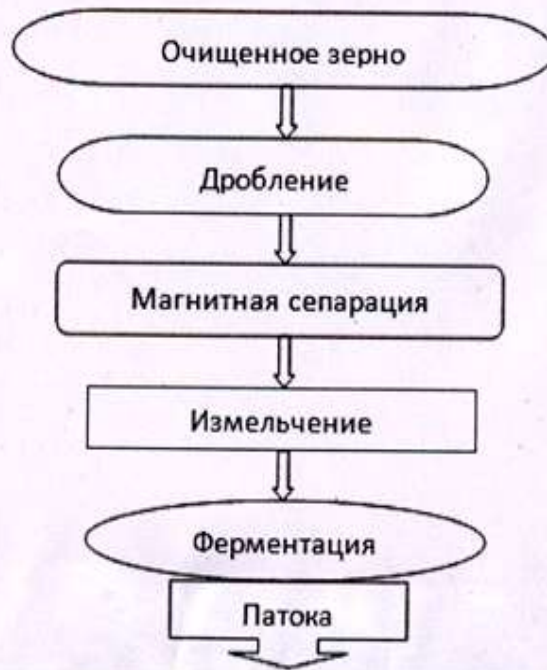 Очищенное зерно
Дробление
Магнитная сепарация
Измельчение
Ферментация
Патока